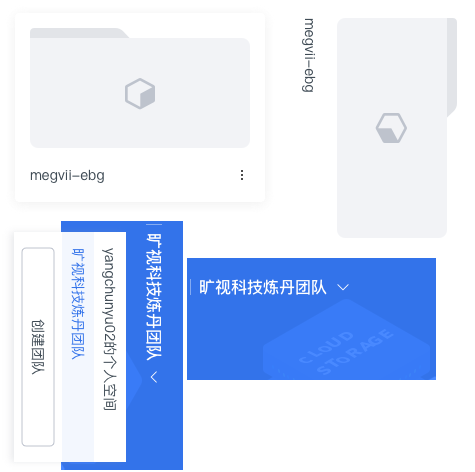 megvii-ebg
megvii-ebg
旷视科技炼丹团队
yangchunyu02的个人空间
旷视科技炼丹团队
创建团队
旷视科技炼丹团队
CLOUD
STORAGE